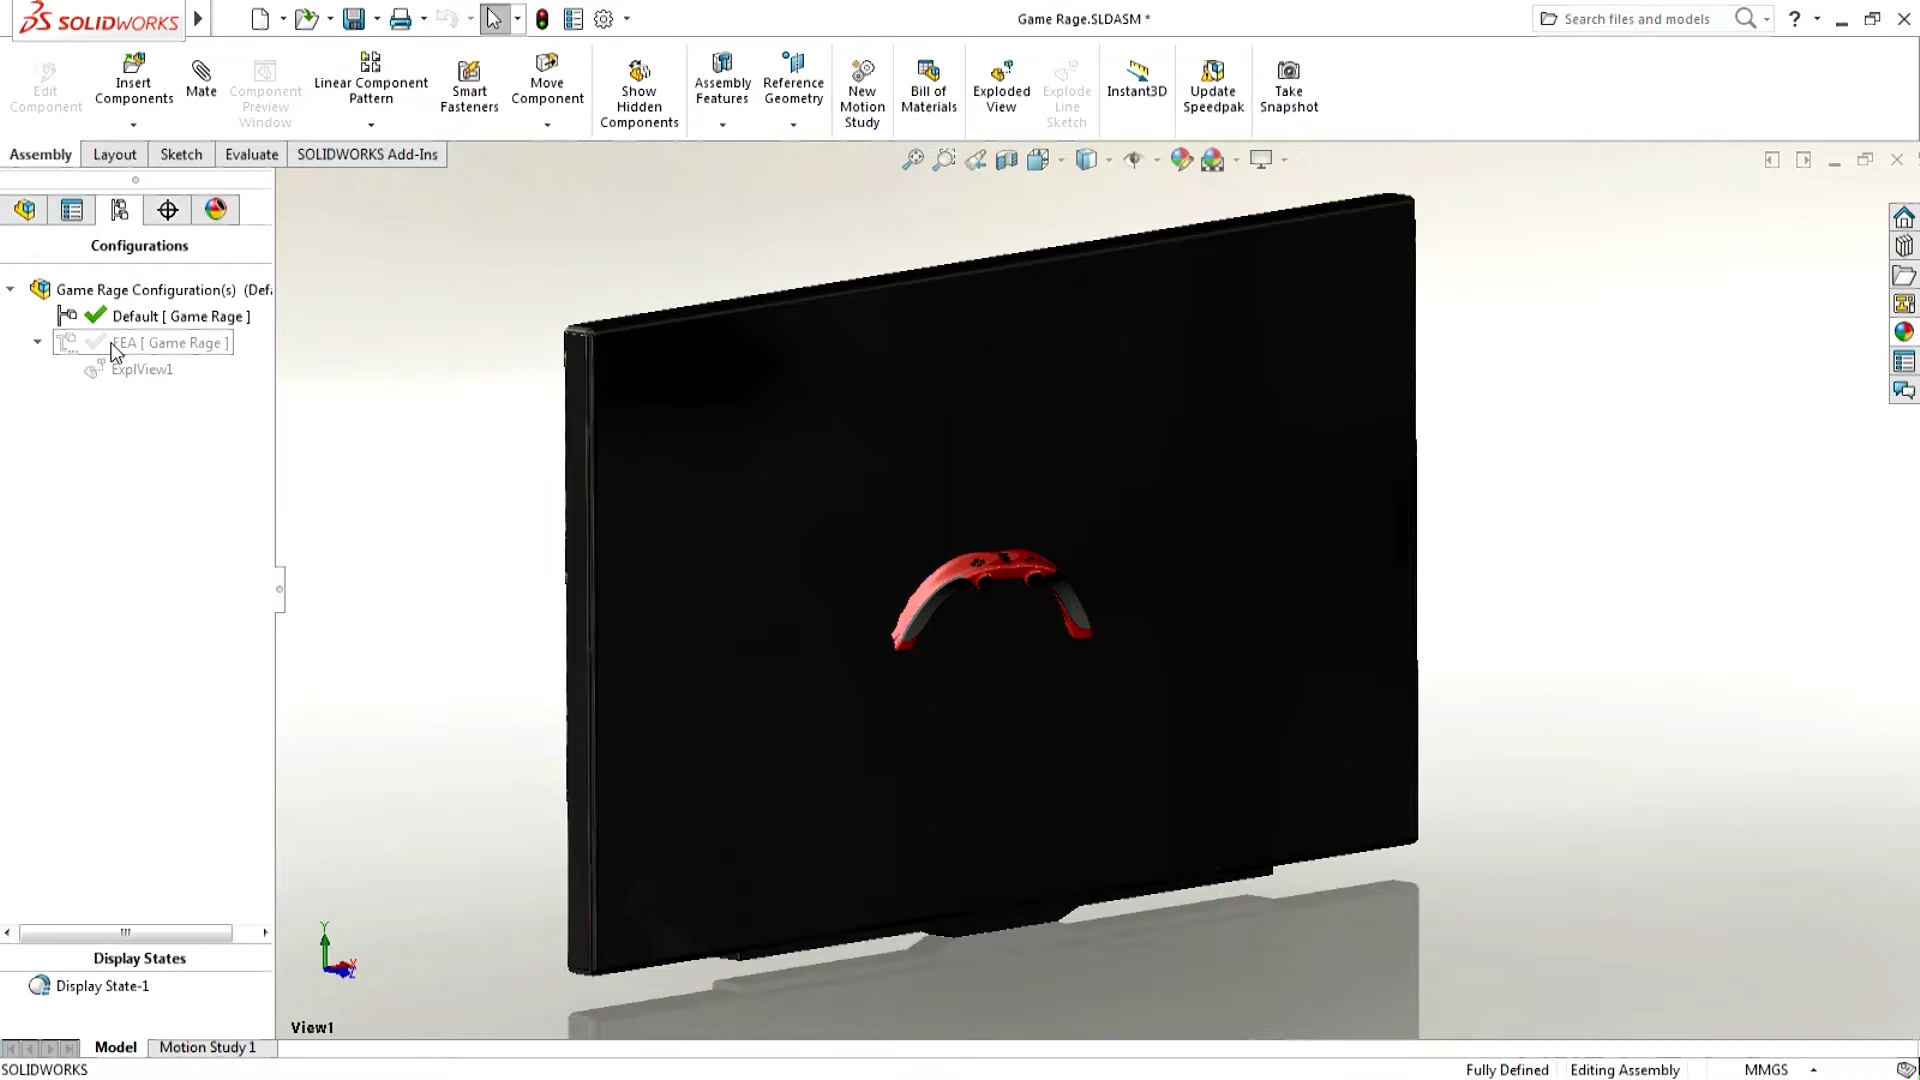 SOLIDWORKS
Game Rage.SLDASM *
Search files and models
?
Edit
Component
Insert
Components
Mate
Component
Preview
Window
Linear Component
Pattern
Smart
Fasteners
Move
Component
Show
Hidden
Components
Assembly
Features
Reference
Geometry
New
Motion
Study
Bill of
Materials
Exploded
View
Explode
Line
Sketch
Instant3D
Update
Speedpak
Take
Snapshot
Assembly
Layout
Sketch
Evaluate
SOLIDWORKS Add-Ins
Configurations
Game Rage Configuration(s) (Defa
Default [ Game Rage ]
FEA [ Game Rage ]
ExplView1
Display States
Display State-1
Y
X
Z
View1
Model
Motion Study 1
SOLIDWORKS
Fully Defined
Editing Assembly
MMGS